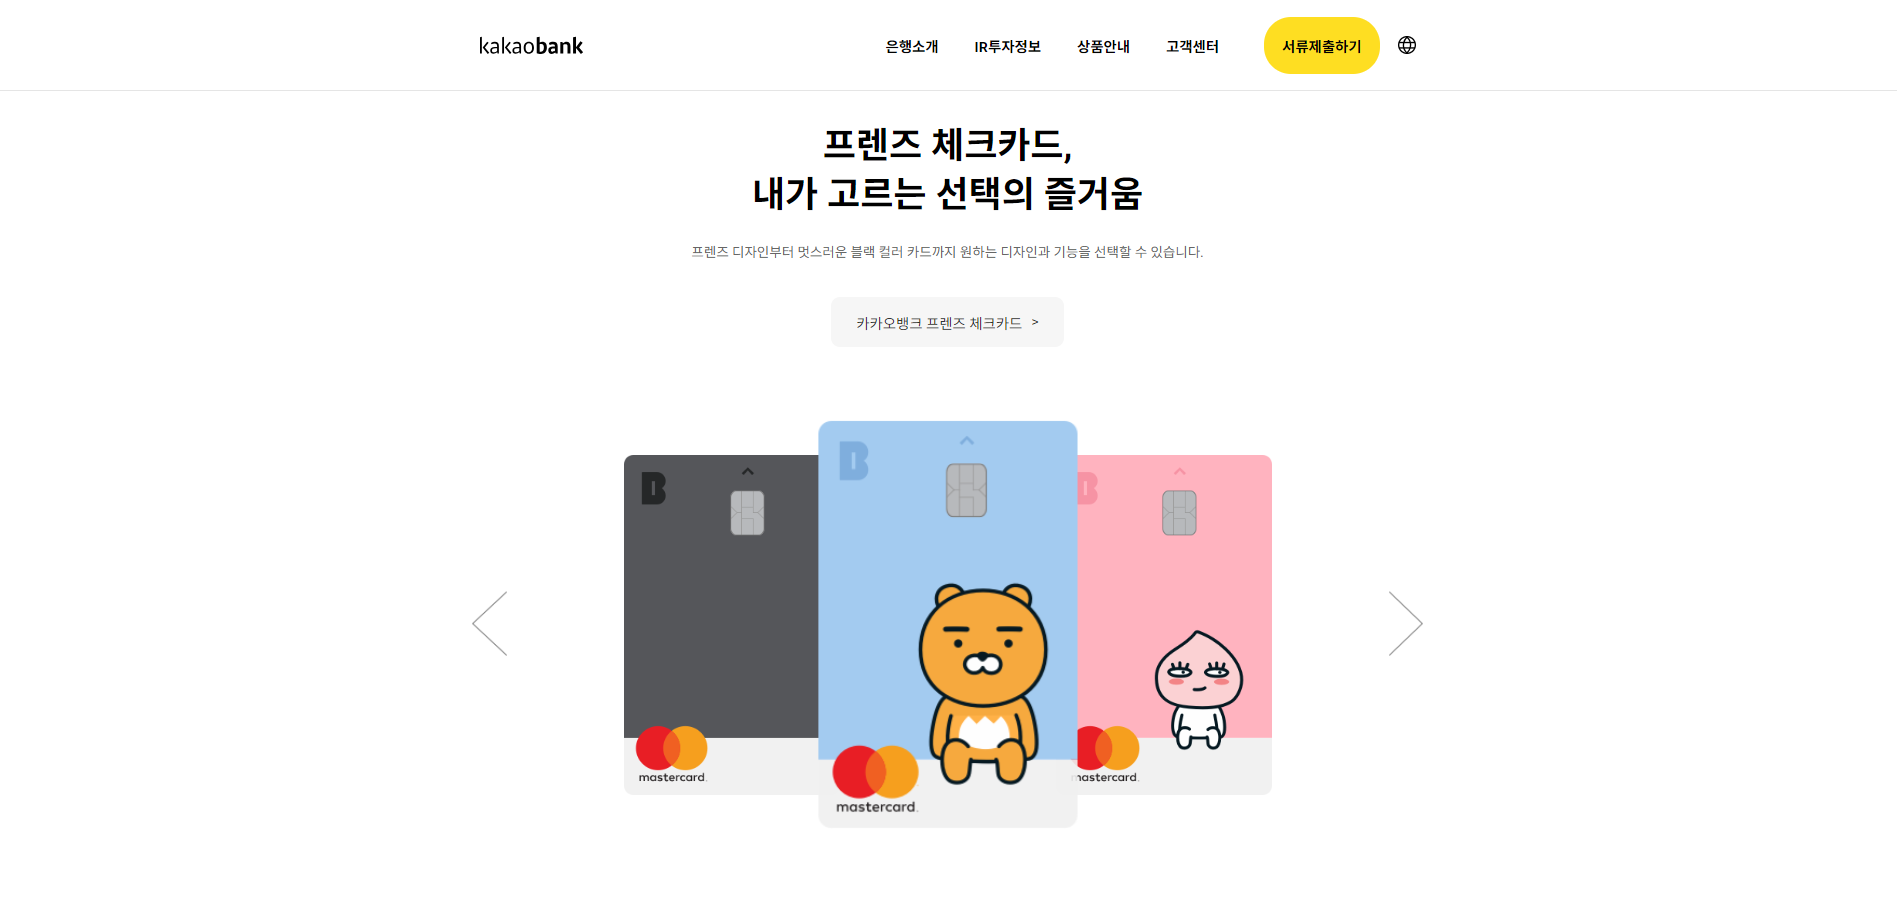 kakaobank
은행소개 IR투자정보 상품안내 고객센터 서류제출하기
프렌즈 체크카드,
내가 고르는 선택의 즐거움
프렌즈 디자인부터 멋스러운 블랙 컬러 카드까지 원하는 디자인과 기능을 선택할 수 있습니다.
카카오뱅크 프렌즈 체크카드 >
B
B
B
mastercard.
mastercard.
mastercard.